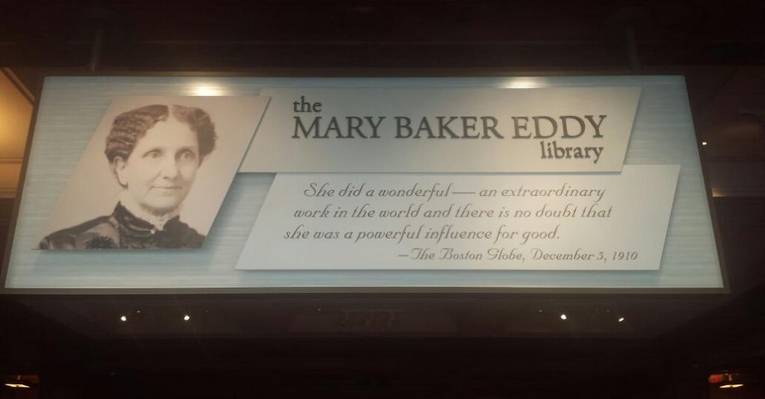 the
MARY BAKER EDDY
library
She did a wonderful — an extraordinary
work in the world and there is no doubt that
she was a powerful influence for good.
—The Boston Globe, December 5, 1910